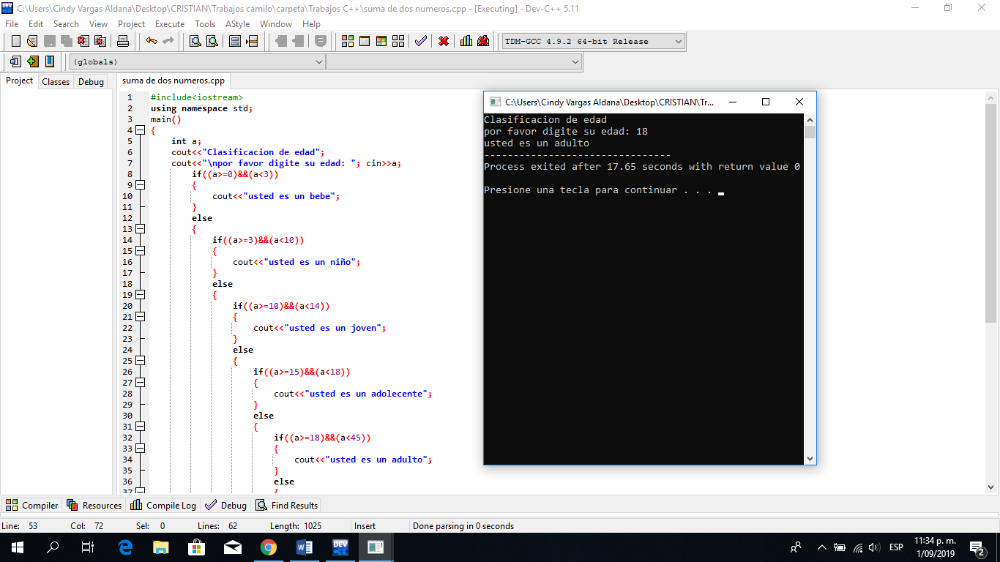 C:\Users\Cindy Vargas Aldana\Desktop\CRISTIAN\Trabajos camilo\carpeta\Trabajos C++\suma de dos numeros.cpp - [Executing] - Dev-C++ 5.11
File Edit Search View Project Execute Tools AStyle Window Help
TDM-GCC 4.9.2 64-bit Release
(globals)
Project Classes Debug
suma de dos numeros.cpp
1 #include<iostream>
2 using namespace std;
3 main()
4 {
5 int a;
6 cout<<"Clasificacion de edad";
7 cout<<"\npor favor digite su edad: "; cin>>a;
8 if((a>=0)&&(a<3))
9 {
10 cout<<"usted es un bebe";
11 }
12 else
13 {
14 if((a>=3)&&(a<10))
15 {
16 cout<<"usted es un niño";
17 }
18 else
19 {
20 if((a>=10)&&(a<14))
21 {
22 cout<<"usted es un joven";
23 }
24 else
25 {
26 if((a>=15)&&(a<18))
27 {
28 cout<<"usted es un adolecente";
29 }
30 else
31 {
32 if((a>=18)&&(a<45))
33 {
34 cout<<"usted es un adulto";
35 }
36 else
37 {
C:\Users\Cindy Vargas Aldana\Desktop\CRISTIAN\Tr...
Clasificacion de edad
por favor digite su edad: 18
usted es un adulto
--------------------------------
Process exited after 17.65 seconds with return value 0
Presione una tecla para continuar . . .
Compiler Resources Compile Log Debug Find Results
Line: 53 Col: 72 Sel: 0 Lines: 62 Length: 1025 Insert Done parsing in 0 seconds
DEV
ESP
11:34 p. m.
1/09/2019
2